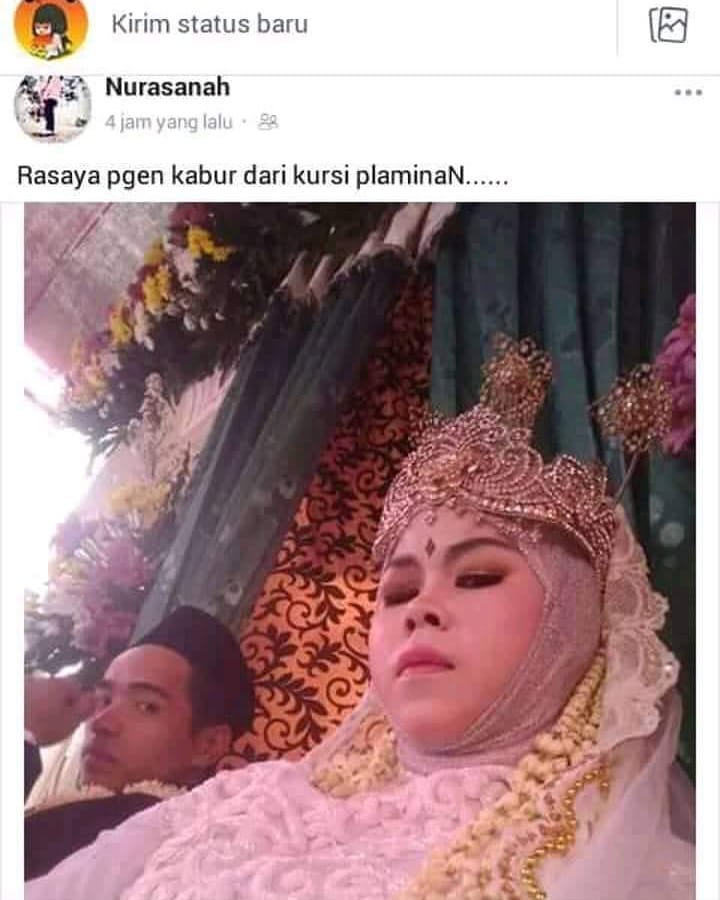 Kirim status baru
Nurasanah
4 jam yang lalu ·
Rasaya pgen kabur dari kursi plaminaN......